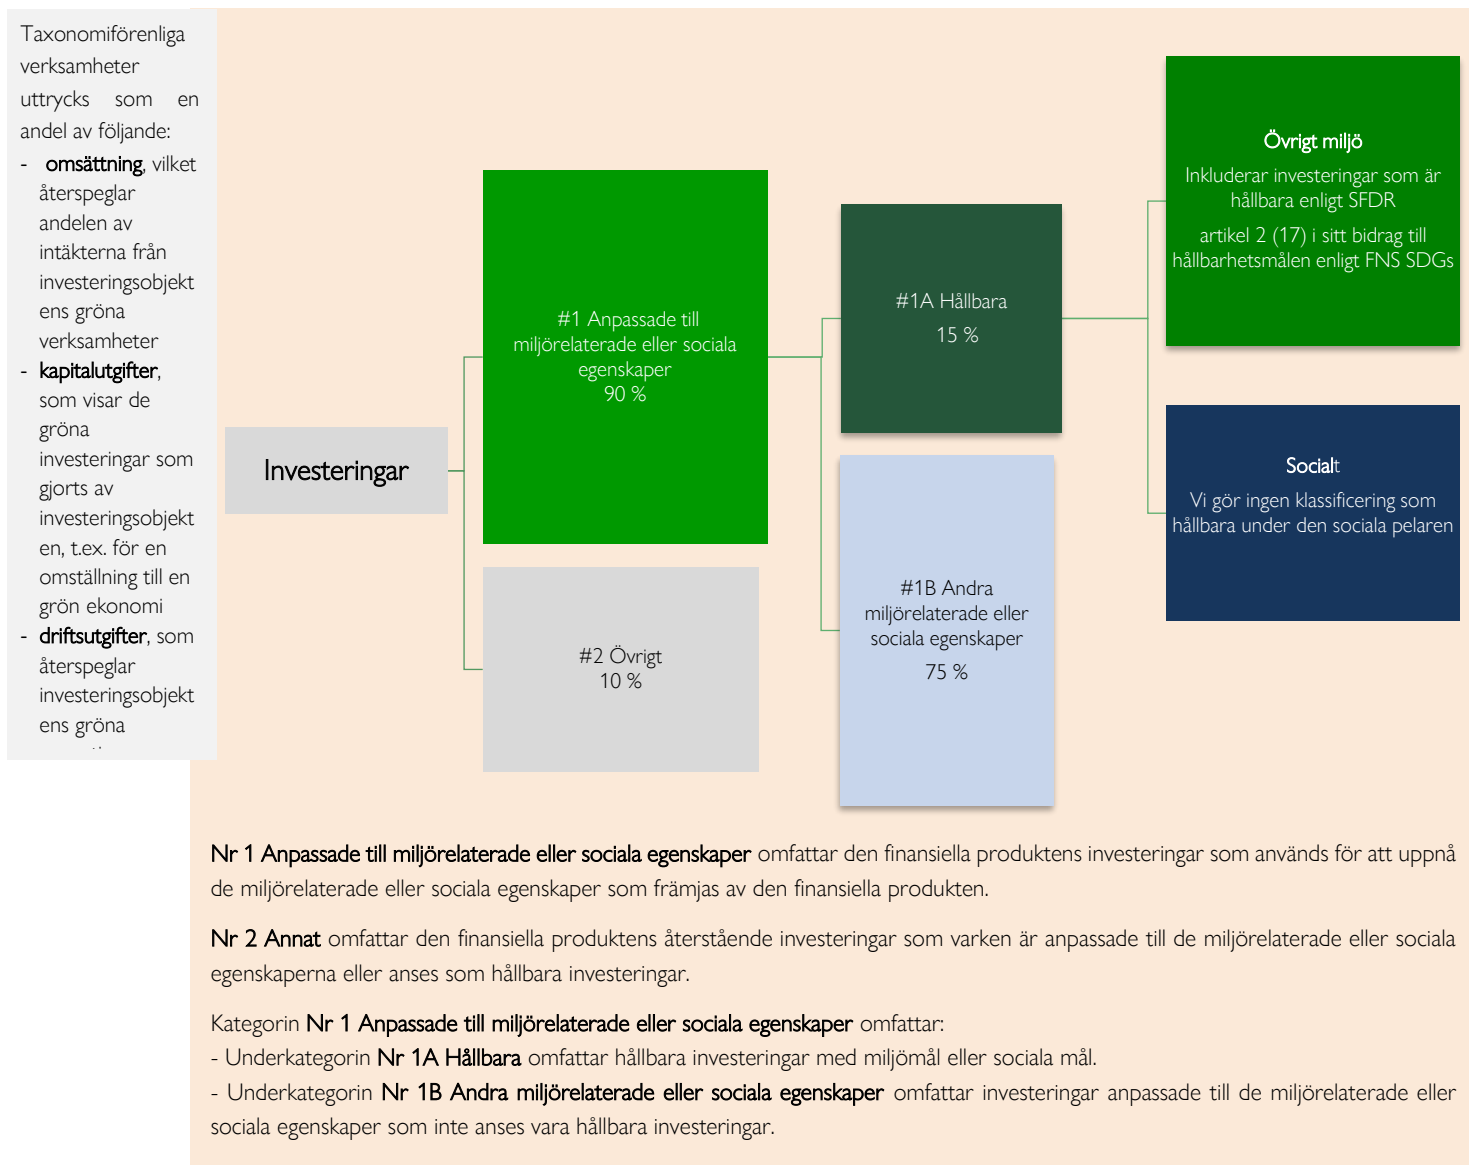 Taxonomiförenliga
verksamheter
uttrycks som en
andel av följande:
- omsättning, vilket
återspeglar
andelen av
intäkterna från
investeringsobjekt
ens gröna
verksamheter
- kapitalutgifter,
som visar de
gröna
investeringar som
gjorts av
investeringsobjekt
en, t.ex. för en
omställning till en
grön ekonomi
- driftsutgifter, som
återspeglar
investeringsobjekt
ens gröna
Investeringar
#1 Anpassade till
miljörelaterade eller sociala
egenskaper
90 %
#2 Övrigt
10 %
#1A Hållbara
15 %
#1B Andra
miljörelaterade eller
sociala egenskaper
75 %
Övrigt miljö
Inkluderar investeringar som är
hållbara enligt SFDR
artikel 2 (17) i sitt bidrag till
hållbarhetsmålen enligt FNS SDGs
Socialt
Vi gör ingen klassificering som
hållbara under den sociala pelaren
Nr 1 Anpassade till miljörelaterade eller sociala egenskaper omfattar den finansiella produktens investeringar som används för att uppnå
de miljörelaterade eller sociala egenskaper som främjas av den finansiella produkten.
Nr 2 Annat omfattar den finansiella produktens återstående investeringar som varken är anpassade till de miljörelaterade eller sociala
egenskaperna eller anses som hållbara investeringar.
Kategorin Nr 1 Anpassade till miljörelaterade eller sociala egenskaper omfattar:
- Underkategorin Nr 1A Hållbara omfattar hållbara investeringar med miljömål eller sociala mål.
- Underkategorin Nr 1B Andra miljörelaterade eller sociala egenskaper omfattar investeringar anpassade till de miljörelaterade eller
sociala egenskaper som inte anses vara hållbara investeringar.